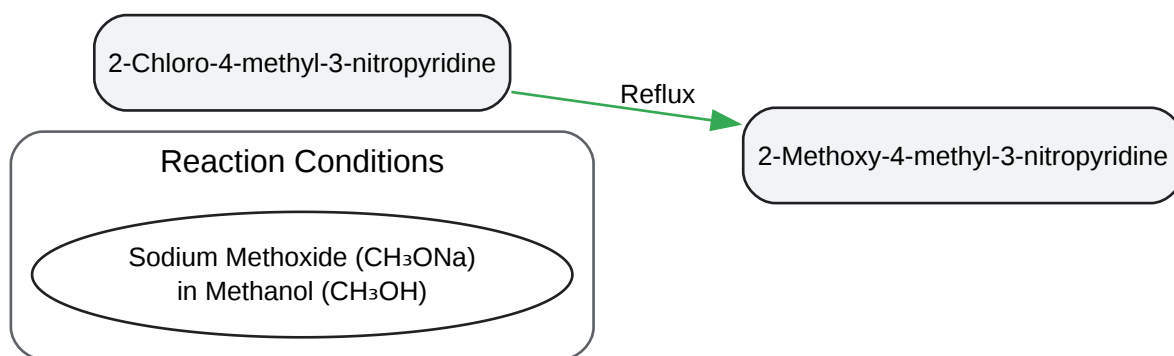 2-Chloro-4-methyl-3-nitropyridine
Reflux
2-Methoxy-4-methyl-3-nitropyridine
Reaction Conditions
Sodium Methoxide (CH₃ONa)
in Methanol (CH₃OH)